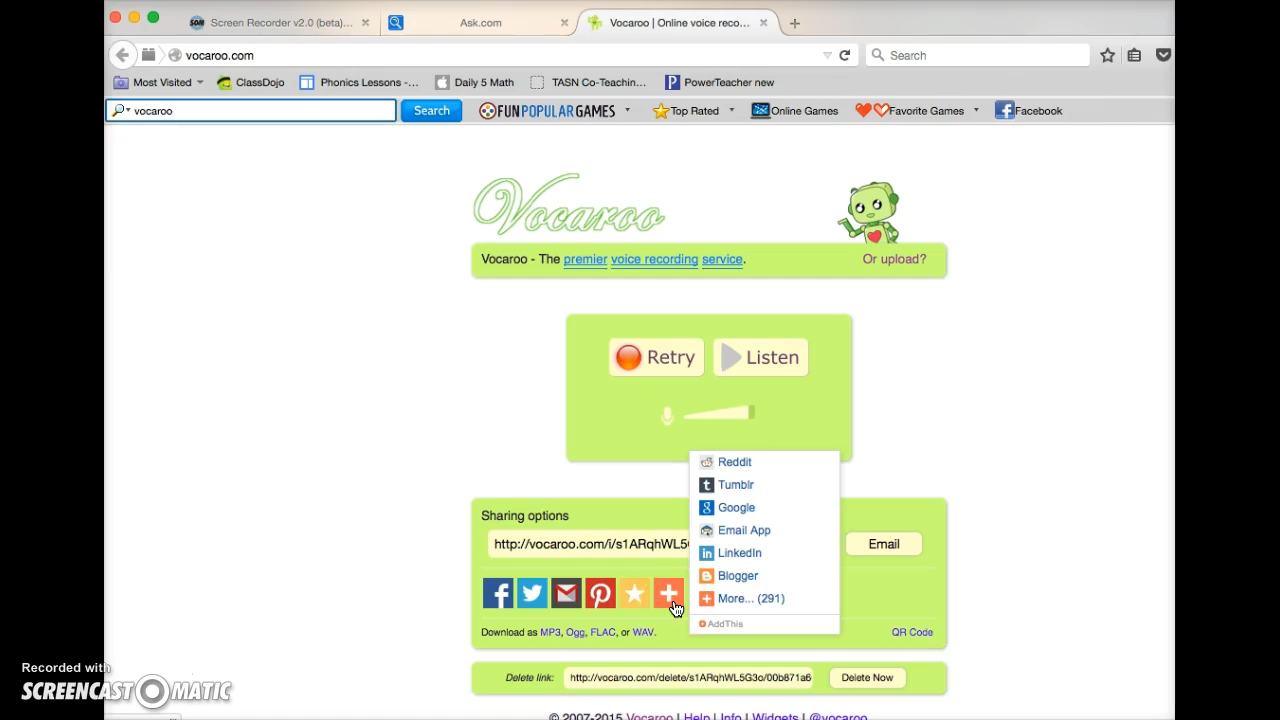 Screen Recorder v2.0 (beta)...
Ask.com
Vocaroo | Online voice reco...
vocaroo.com
Search
Most Visited
ClassDojo
Phonics Lessons -...
Daily 5 Math
TASN Co-Teachin...
PowerTeacher new
vocaroo
Search
FUNPOPULARGAMES
Top Rated
Online Games
Favorite Games
Facebook
Vocaroo
Vocaroo - The premier voice recording service.
Or upload?
Retry
Listen
Reddit
Tumblr
Google
Email App
LinkedIn
Blogger
More... (291)
AddThis
Sharing options
http://vocaroo.com/i/s1ARqhWL5
Email
Download as MP3, Ogg, FLAC, or WAV.
QR Code
Delete link:
http://vocaroo.com/delete/s1ARqhWL5G3o/00b871a6
Delete Now
© 2007-2015 Vocaroo | Help | Info | Widgets | @vocaroo
Recorded with
SCREENCAST-O-MATIC